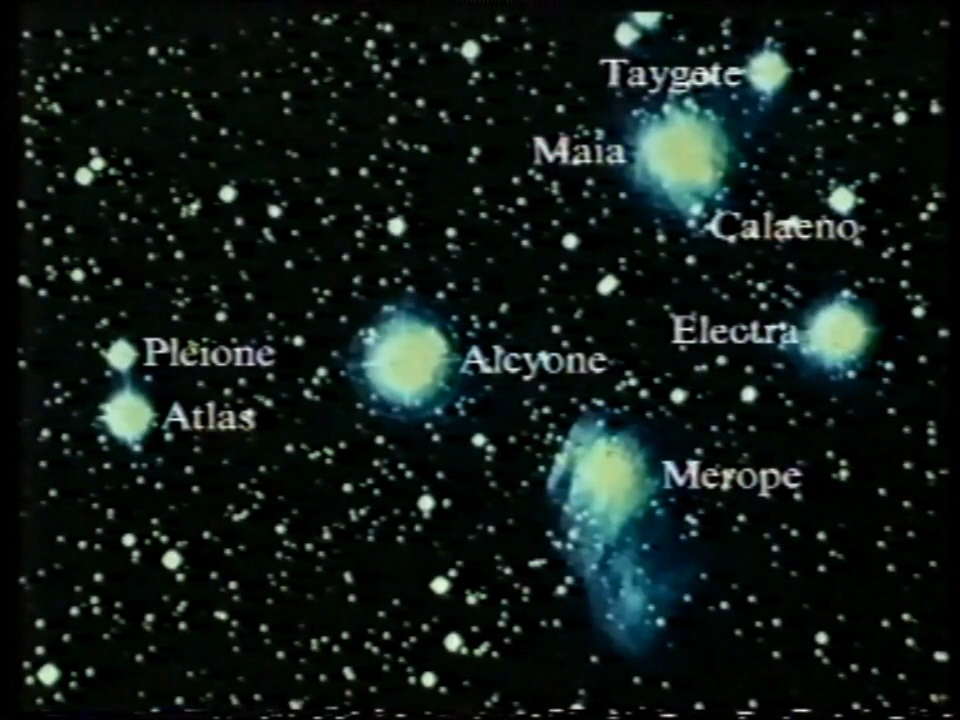 Taygete
Maia
Calaeno
Electra
Pleione
Alcyone
Atlas
Merope